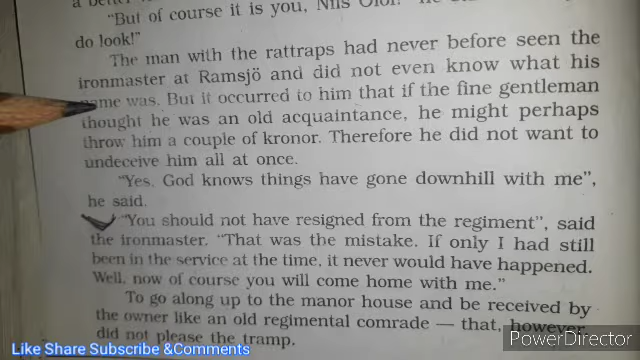 "But of course it is you, Nils Olof!"
do look!"
The man with the rattraps had never before seen the
ironmaster at Ramsjö and did not even know what his
name was. But it occurred to him that if the fine gentleman
thought he was an old acquaintance, he might perhaps
throw him a couple of kronor. Therefore he did not want to
undeceive him all at once.
"Yes, God knows things have gone downhill with me",
he said.
"You should not have resigned from the regiment", said
the ironmaster. "That was the mistake. If only I had still
been in the service at the time, it never would have happened.
Well, now of course you will come home with me."
To go along up to the manor house and be received by
the owner like an old regimental comrade — that, however,
did not please the tramp.
Like Share Subscribe &Comments
PowerDirector